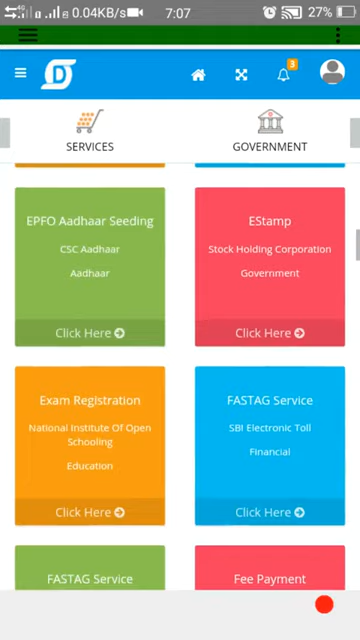 4G 0.04KB/s 7:07 27%
D 3
SERVICES GOVERNMENT
EPFO Aadhaar Seeding
CSC Aadhaar
Aadhaar
Click Here
EStamp
Stock Holding Corporation
Government
Click Here
Exam Registration
National Institute Of Open
Schooling
Education
Click Here
FASTAG Service
SBI Electronic Toll
Financial
Click Here
FASTAG Service
Fee Payment